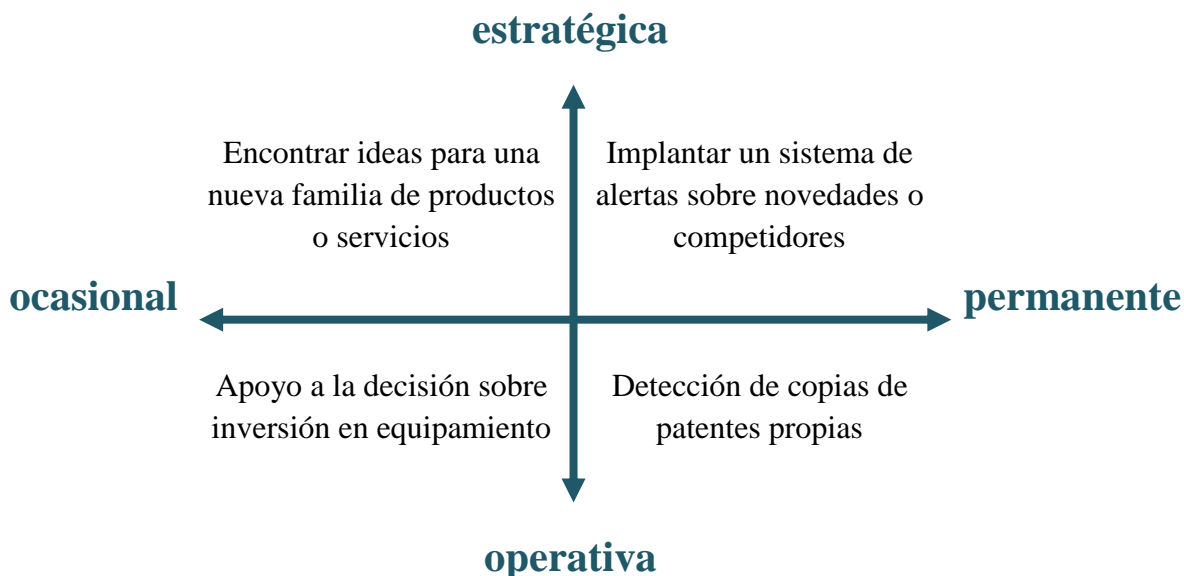 estratégica
Encontrar ideas para una
nueva familia de productos
o servicios
Implantar un sistema de
alertas sobre novedades o
competidores
ocasional
permanente
Apoyo a la decisión sobre
inversión en equipamiento
Detección de copias de
patentes propias
operativa